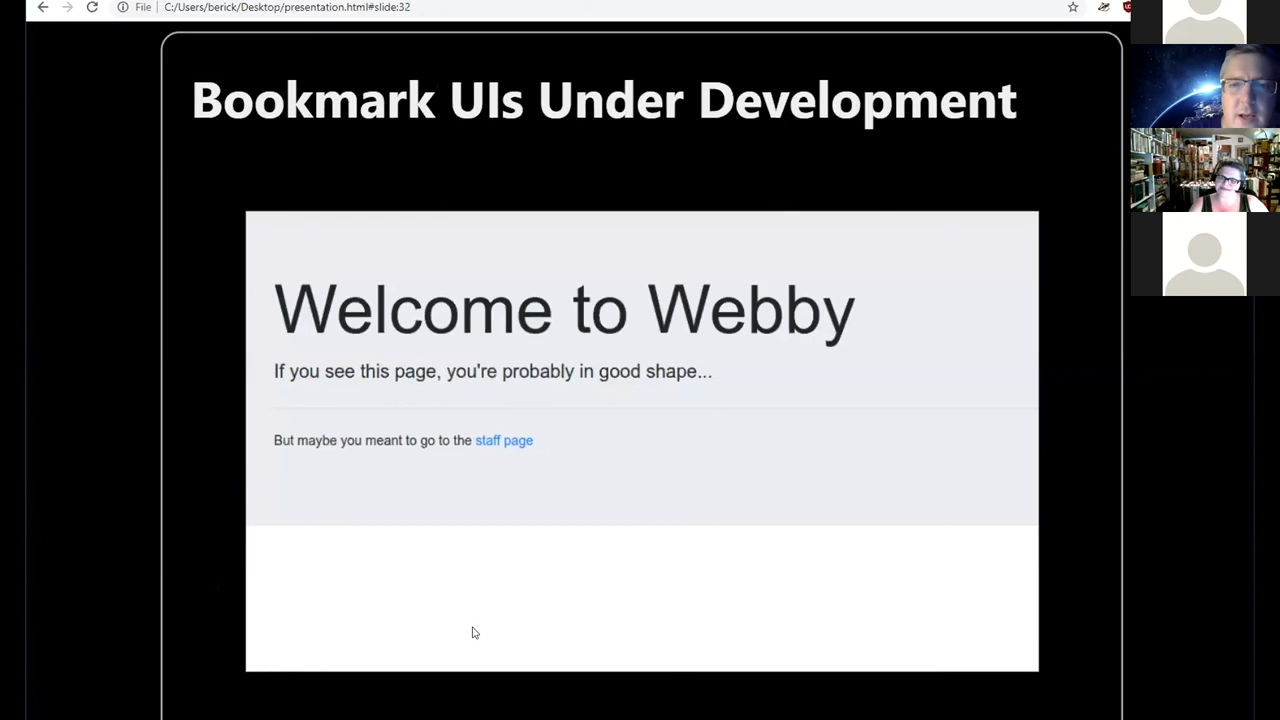 File
C:/Users/berick/Desktop/presentation.html#slide:32
Bookmark UIs Under Development
Welcome to Webby
If you see this page, you're probably in good shape...
But maybe you meant to go to the staff page